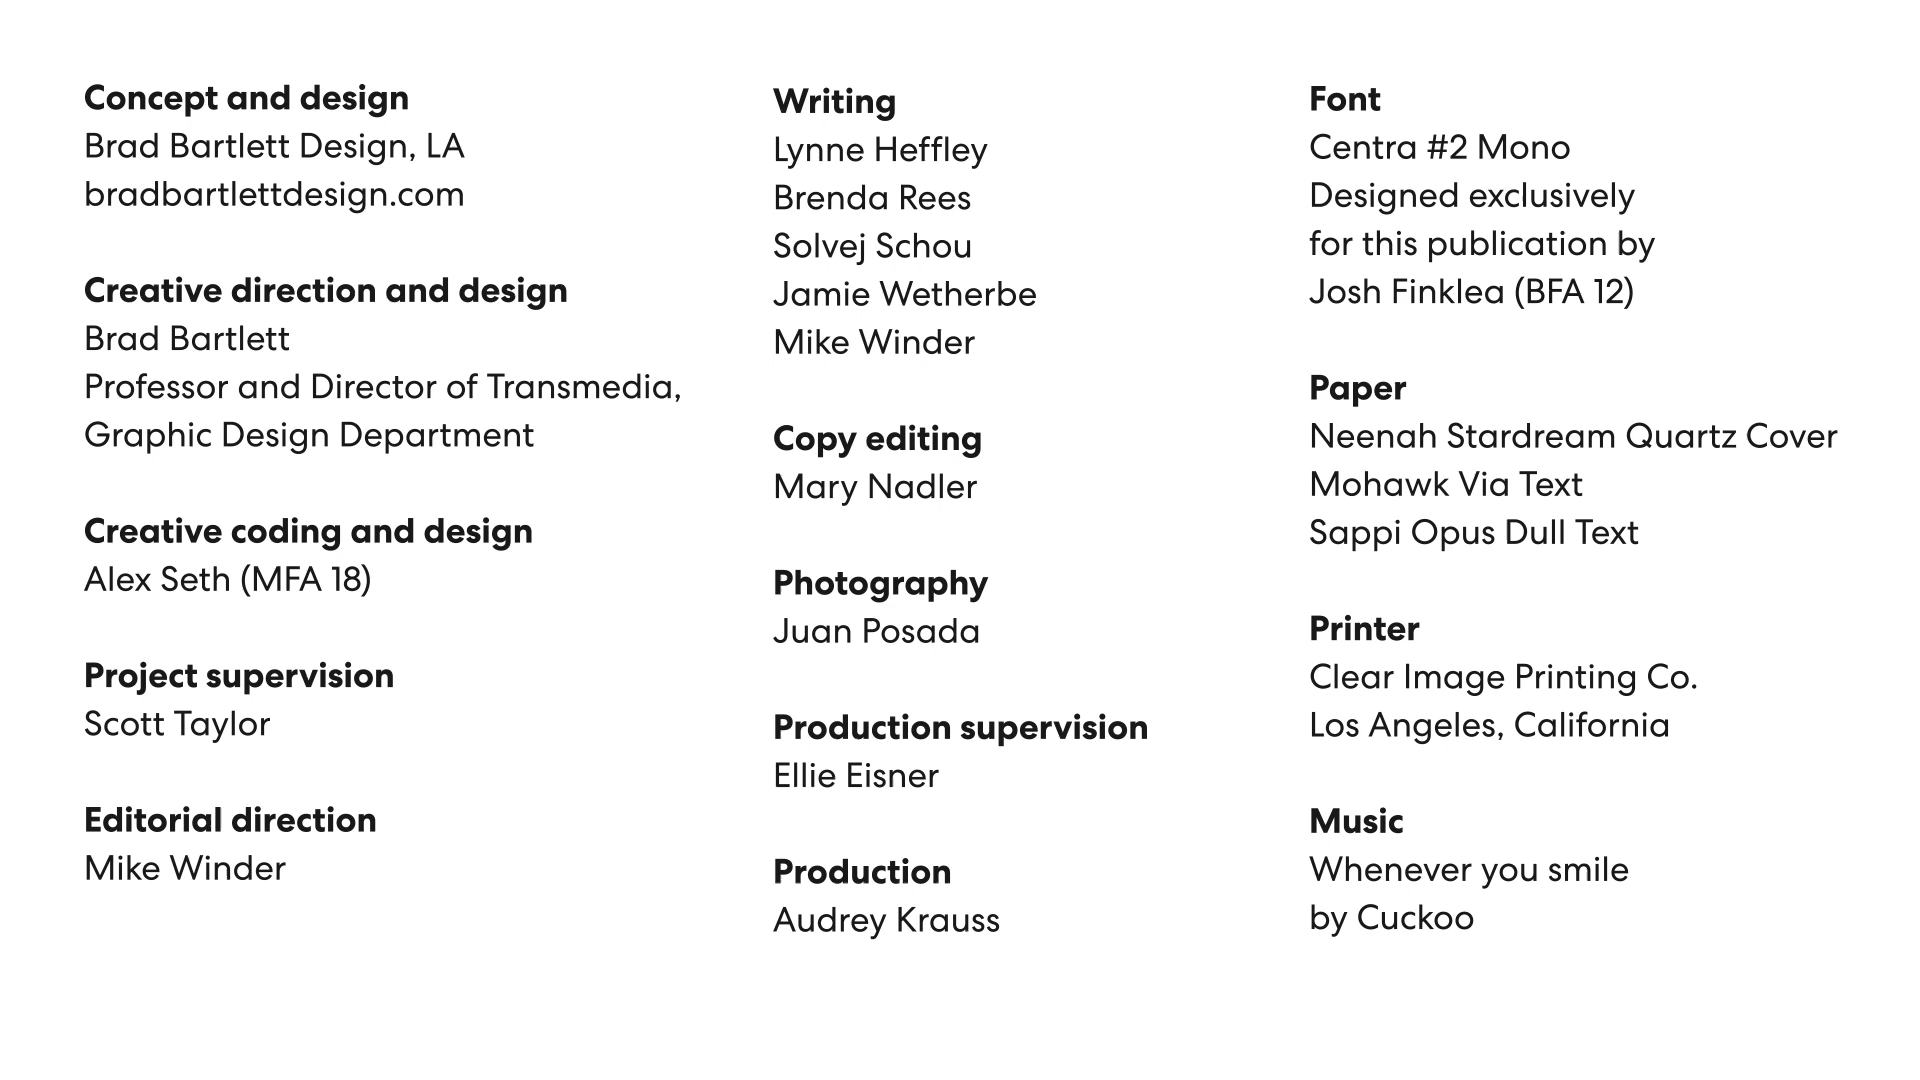 Concept and design
Brad Bartlett Design, LA
bradbartlettdesign.com
Creative direction and design
Brad Bartlett
Professor and Director of Transmedia,
Graphic Design Department
Creative coding and design
Alex Seth (MFA 18)
Project supervision
Scott Taylor
Editorial direction
Mike Winder
Writing
Lynne Heffley
Brenda Rees
Solvej Schou
Jamie Wetherbe
Mike Winder
Copy editing
Mary Nadler
Photography
Juan Posada
Production supervision
Ellie Eisner
Production
Audrey Krauss
Font
Centra #2 Mono
Designed exclusively
for this publication by
Josh Finklea (BFA 12)
Paper
Neenah Stardream Quartz Cover
Mohawk Via Text
Sappi Opus Dull Text
Printer
Clear Image Printing Co.
Los Angeles, California
Music
Whenever you smile
by Cuckoo